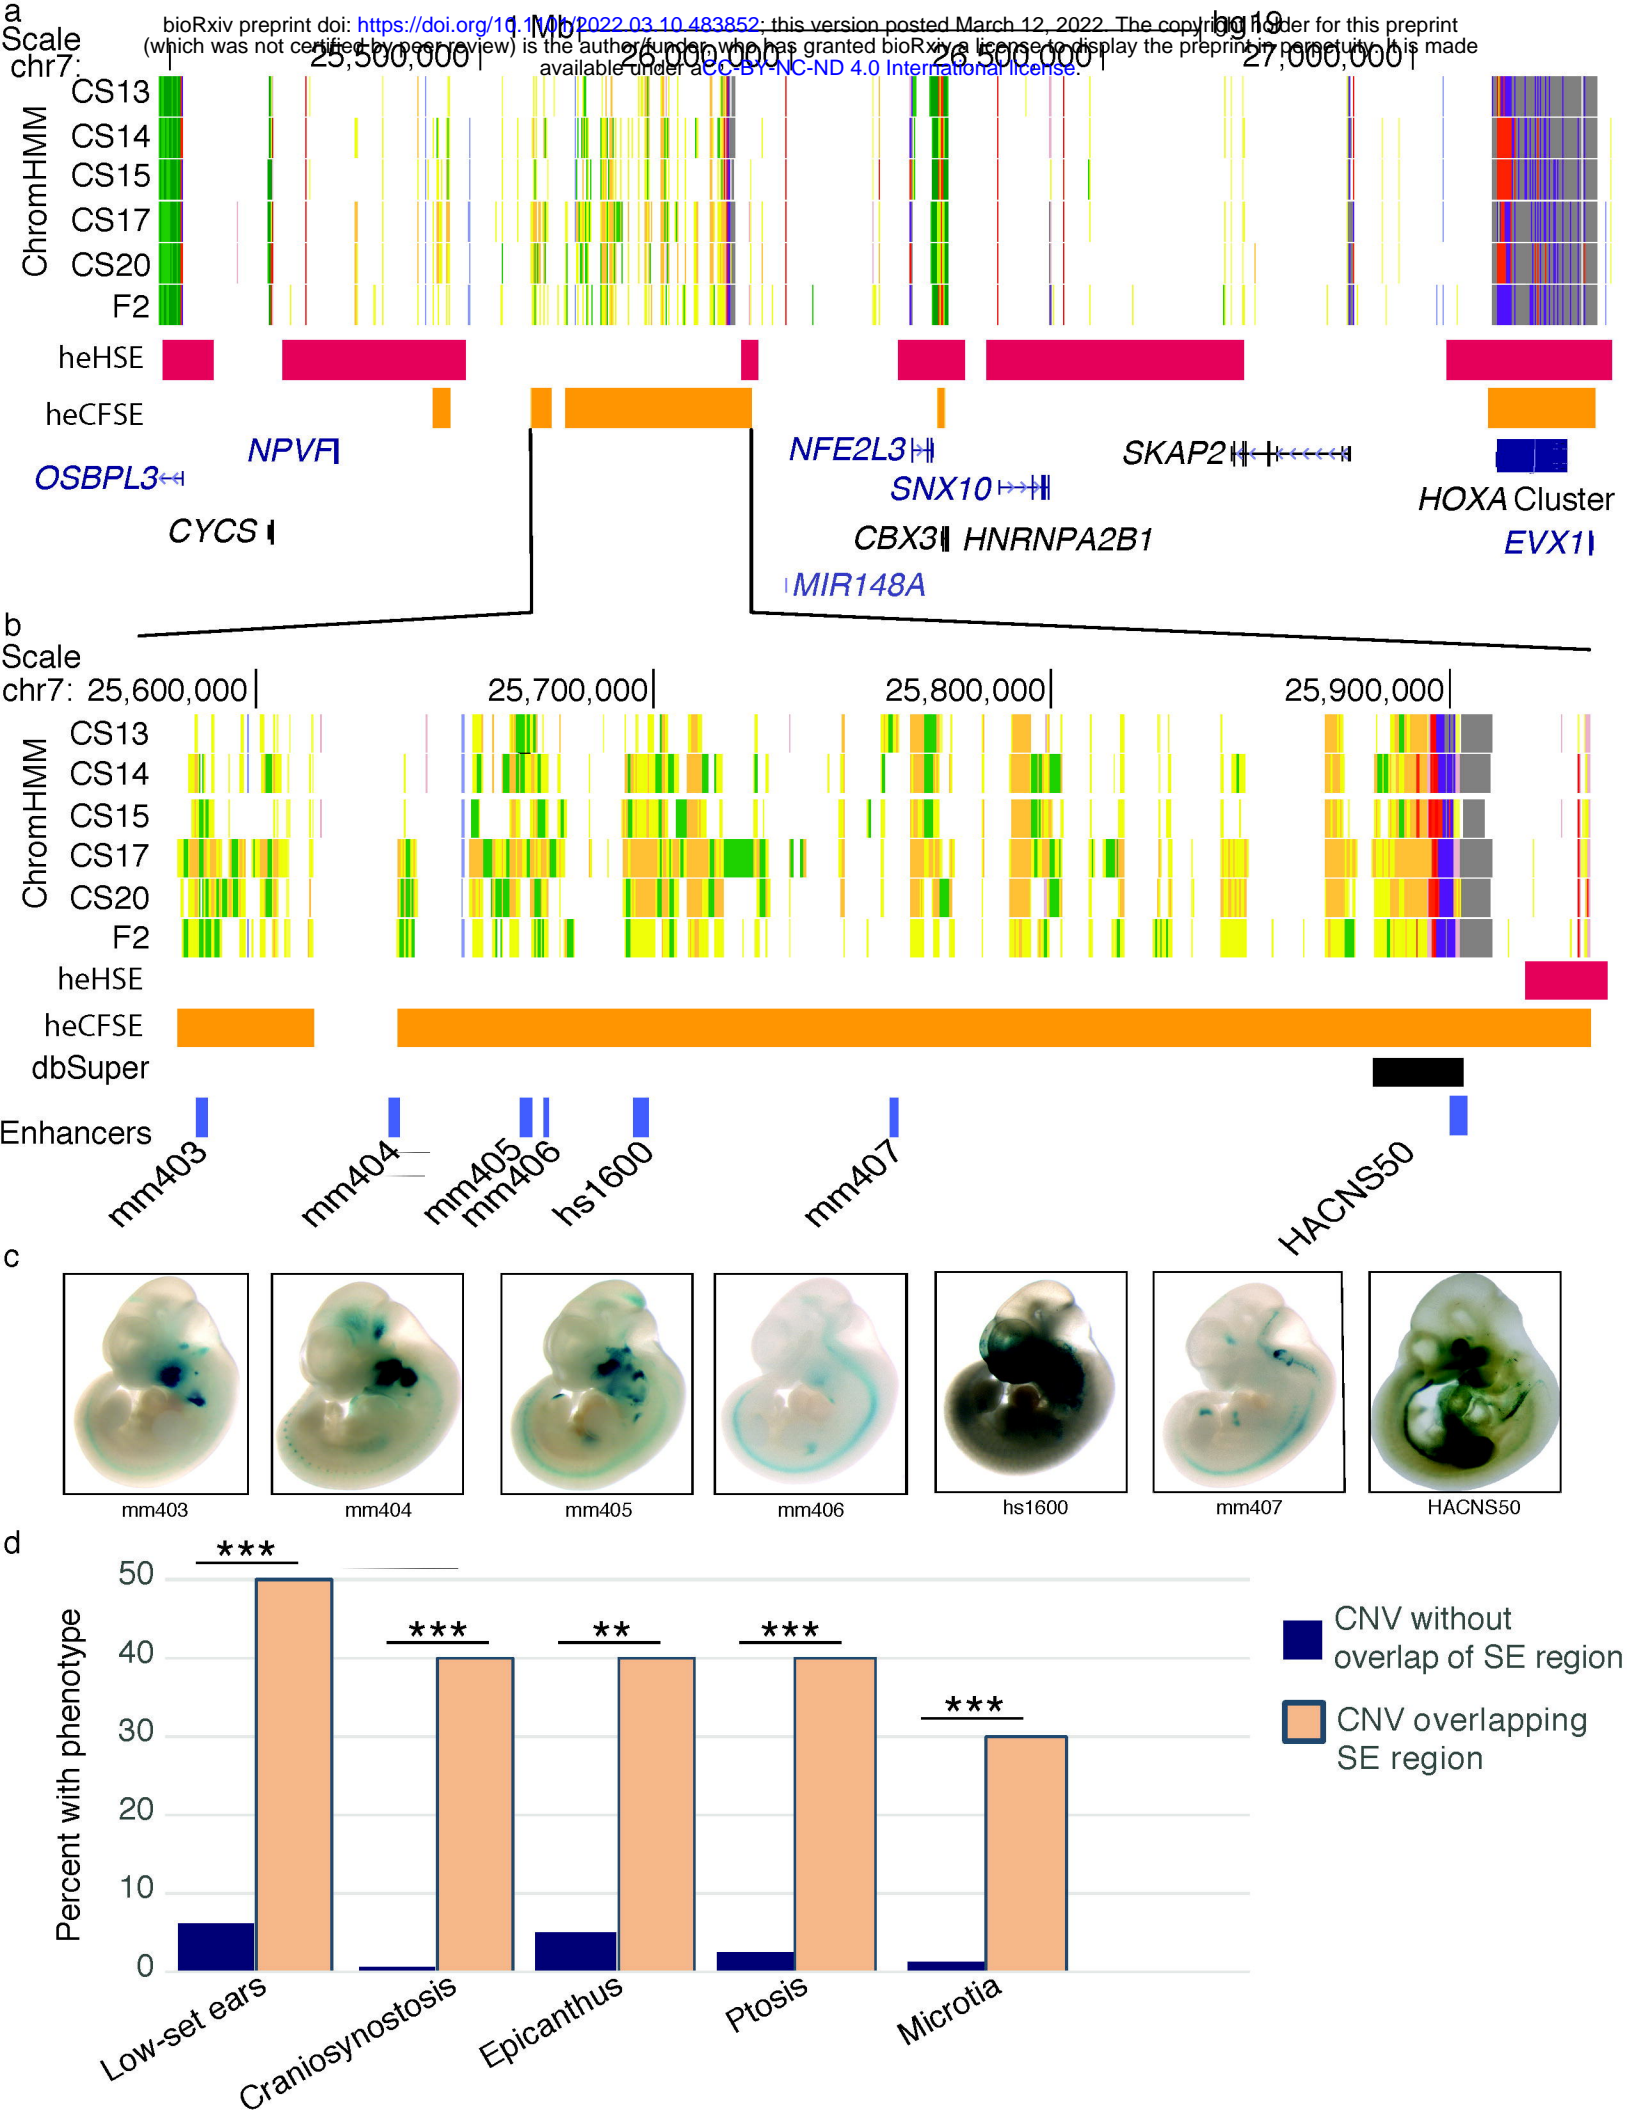 a
bioRxiv preprint doi: https://doi.org/10.1101/2022.03.10.483852; this version posted March 12, 2022. The copyright holder for this preprint
(which was not certified by peer review) is the author/funder, who has granted bioRxiv a license to display the preprint in perpetuity. It is made
available under aCC-BY-NC-ND 4.0 International license.
Scale 1 Mb hg19
chr7: 25,500,000 26,000,000 26,500,000 27,000,000
ChromHMM
CS13
CS14
CS15
CS17
CS20
F2
heHSE
heCFSE
NPVF NFE2L3 SKAP2
OSBPL3 SNX10 HOXA Cluster
CYCS CBX3 HNRNPA2B1 EVX1
MIR148A
b
Scale
chr7: 25,600,000 25,700,000 25,800,000 25,900,000
ChromHMM
CS13
CS14
CS15
CS17
CS20
F2
heHSE
heCFSE
dbSuper
Enhancers
mm403 mm404 mm405 mm406 hs1600 mm407 HACNS50
c
mm403 mm404 mm405 mm406 hs1600 mm407 HACNS50
d
Percent with phenotype
50
40
30
20
10
0
*** *** ** *** ***
Low-set ears Craniosynostosis Epicanthus Ptosis Microtia
CNV without
overlap of SE region
CNV overlapping
SE region